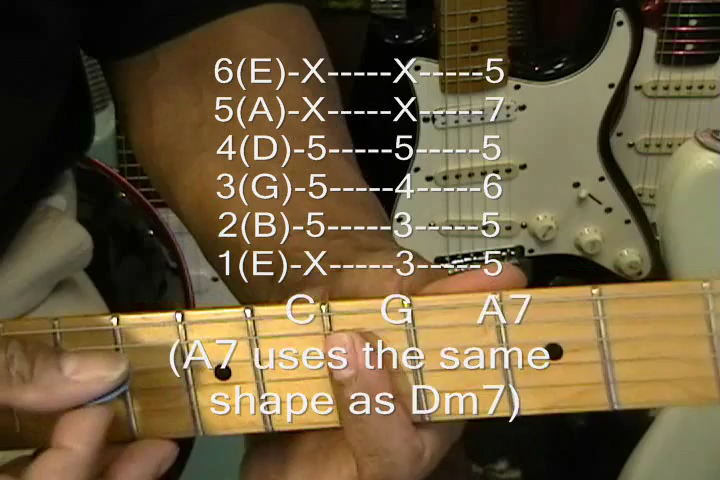 6(E)-X-----X-----5
5(A)-X-----X-----7
4(D)-5-----5-----5
3(G)-5-----4-----6
2(B)-5-----3-----5
1(E)-X-----3-----5
C G A7
(A7 uses the same
shape as Dm7)